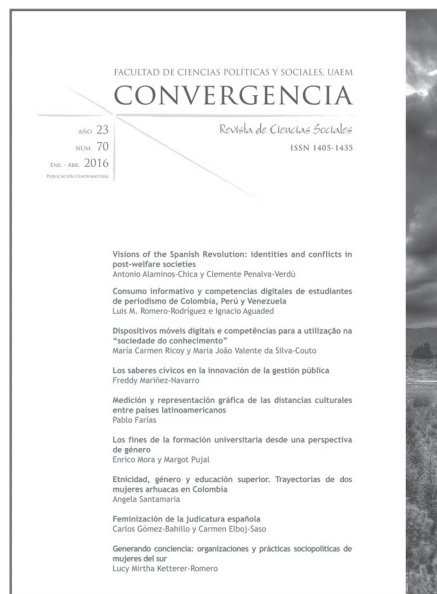 FACULTAD DE CIENCIAS POLÍTICAS Y SOCIALES, UAEM
CONVERGENCIA
Revista de Ciencias Sociales
ISSN 1405-1435
AÑO 23
NÚM. 70
ENE. - ABR. 2016
PUBLICACIÓN CUATRIMESTRAL
Visions of the Spanish Revolution: identities and conflicts in
post-welfare societies
Antonio Alaminos-Chica y Clemente Penalva-Verdú
Consumo informativo y competencias digitales de estudiantes
de periodismo de Colombia, Perú y Venezuela
Luis M. Romero-Rodríguez e Ignacio Aguaded
Dispositivos móveis digitais e competências para a utilização na
"sociedade do conhecimento"
María Carmen Ricoy y Maria João Valente da Silva-Couto
Los saberes cívicos en la innovación de la gestión pública
Freddy Mariñez-Navarro
Medición y representación gráfica de las distancias culturales
entre países latinoamericanos
Pablo Farías
Los fines de la formación universitaria desde una perspectiva
de género
Enrico Mora y Margot Pujal
Etnicidad, género y educación superior. Trayectorias de dos
mujeres arhuacas en Colombia
Angela Santamaría
Feminización de la judicatura española
Carlos Gómez-Bahillo y Carmen Elboj-Saso
Generando conciencia: organizaciones y prácticas sociopolíticas de
mujeres del sur
Lucy Mirtha Ketterer-Romero